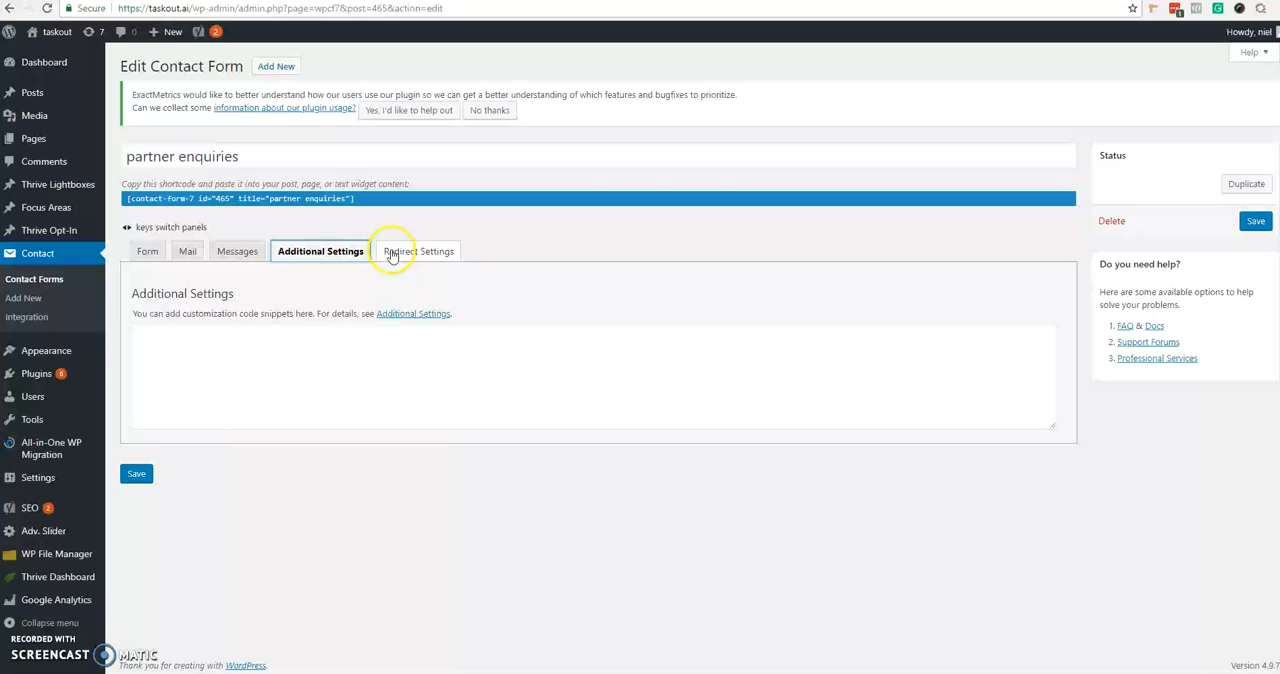 Secure
https://taskout.ai/wp-admin/admin.php?page=wpcf7&post=465&action=edit
taskout 7 0 New 2 Howdy, niel
Help
Dashboard
Posts
Media
Pages
Comments
Thrive Lightboxes
Focus Areas
Thrive Opt-In
Contact
Contact Forms
Add New
Integration
Appearance
Plugins 6
Users
Tools
All-in-One WP
Migration
Settings
SEO 2
Adv. Slider
WP File Manager
Thrive Dashboard
Google Analytics
Collapse menu
RECORDED WITH
SCREENCAST MATIC
Edit Contact Form Add New
ExactMetrics would like to better understand how our users use our plugin so we can get a better understanding of which features and bugfixes to prioritize.
Can we collect some information about our plugin usage? Yes, I'd like to help out No thanks
partner enquiries
Copy this shortcode and paste it into your post, page, or text widget content:
[contact-form-7 id="465" title="partner enquiries"]
keys switch panels
Form Mail Messages Additional Settings Redirect Settings
Additional Settings
You can add customization code snippets here. For details, see Additional Settings.
Save
Status
Duplicate
Delete Save
Do you need help?
Here are some available options to help
solve your problems.
1. FAQ & Docs
2. Support Forums
3. Professional Services
Thank you for creating with WordPress.
Version 4.9.7